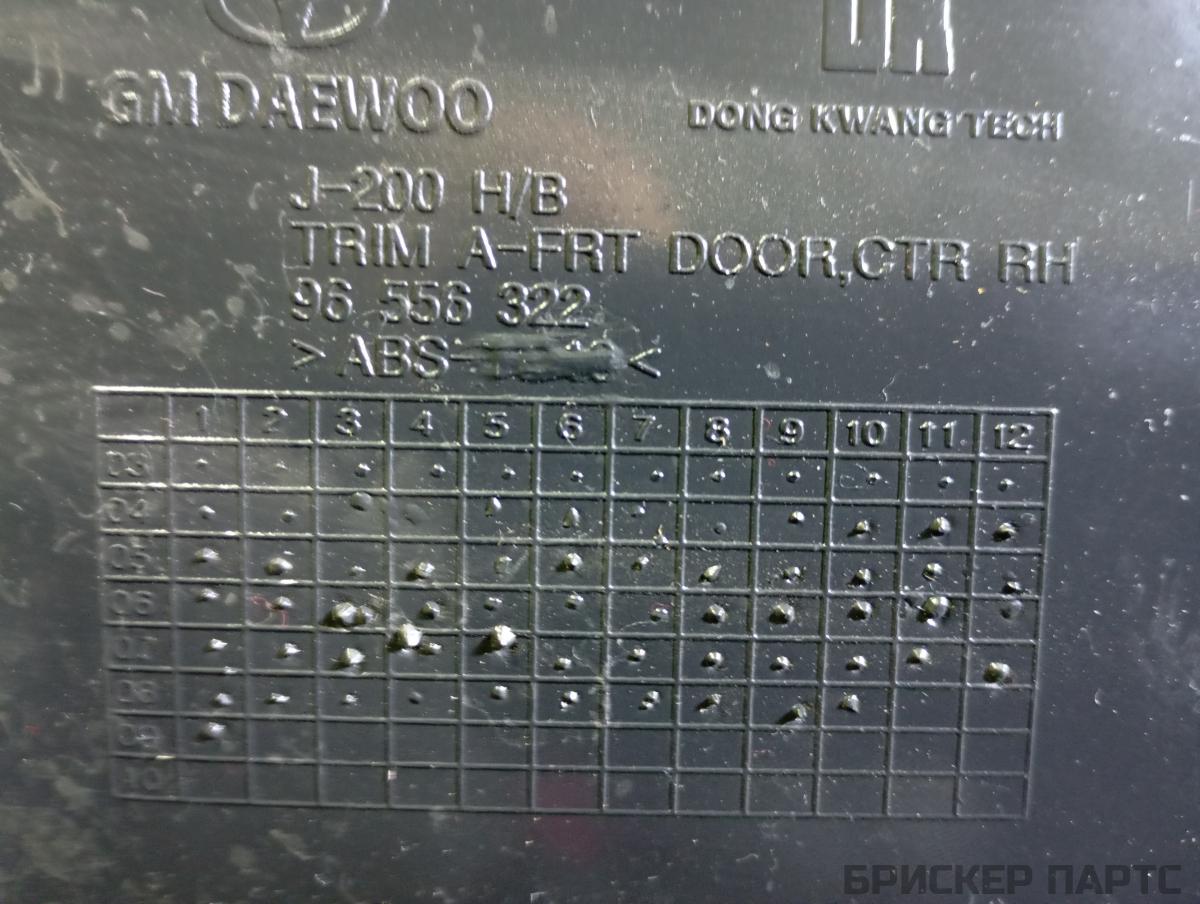 GM DAEWOO
DONG KWANG TECH
J-200 H/B
TRIM A-FRT DOOR,CTR RH
96 556 322
>ABS- <
1 2 3 4 5 6 7 8 9 10 11 12
03
04
05
06
07
08
09
10
БРИСКЕР ПАРТС